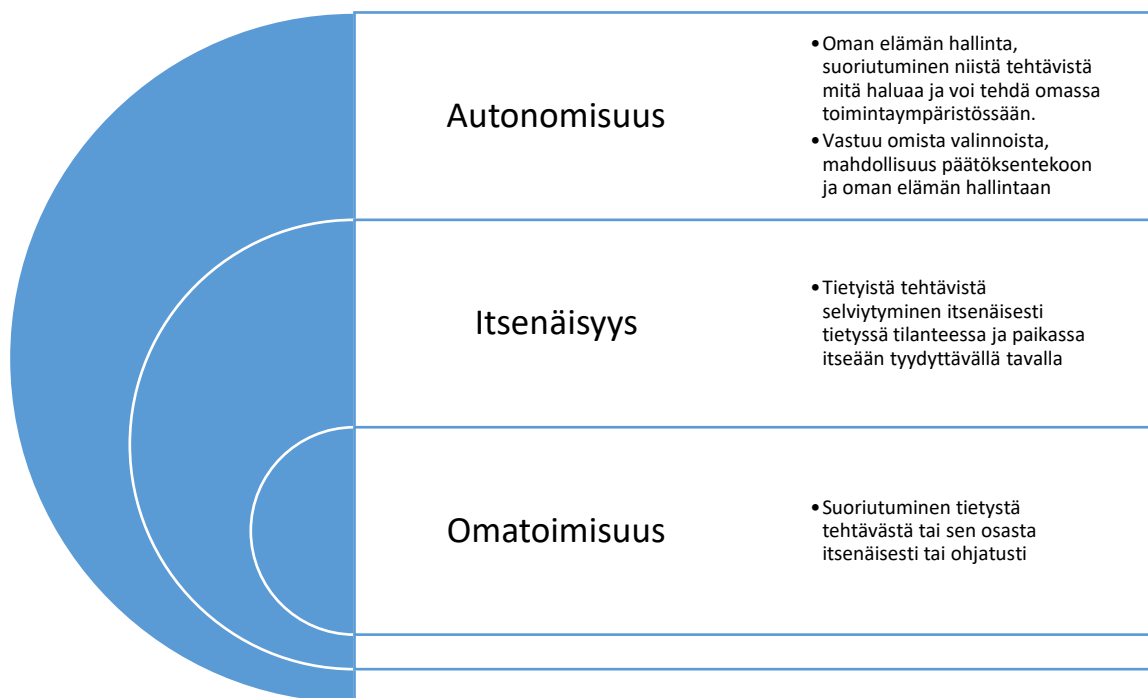 Autonomisuus
• Oman elämän hallinta,
suoriutuminen niistä tehtävistä
mitä haluaa ja voi tehdä omassa
toimintaympäristössään.
• Vastuu omista valinnoista,
mahdollisuus päätöksentekoon
ja oman elämän hallintaan
Itsenäisyys
• Tietyistä tehtävistä
selviytyminen itsenäisesti
tietyssä tilanteessa ja paikassa
itseään tyydyttävällä tavalla
Omatoimisuus
• Suoriutuminen tietystä
tehtävästä tai sen osasta
itsenäisesti tai ohjatusti